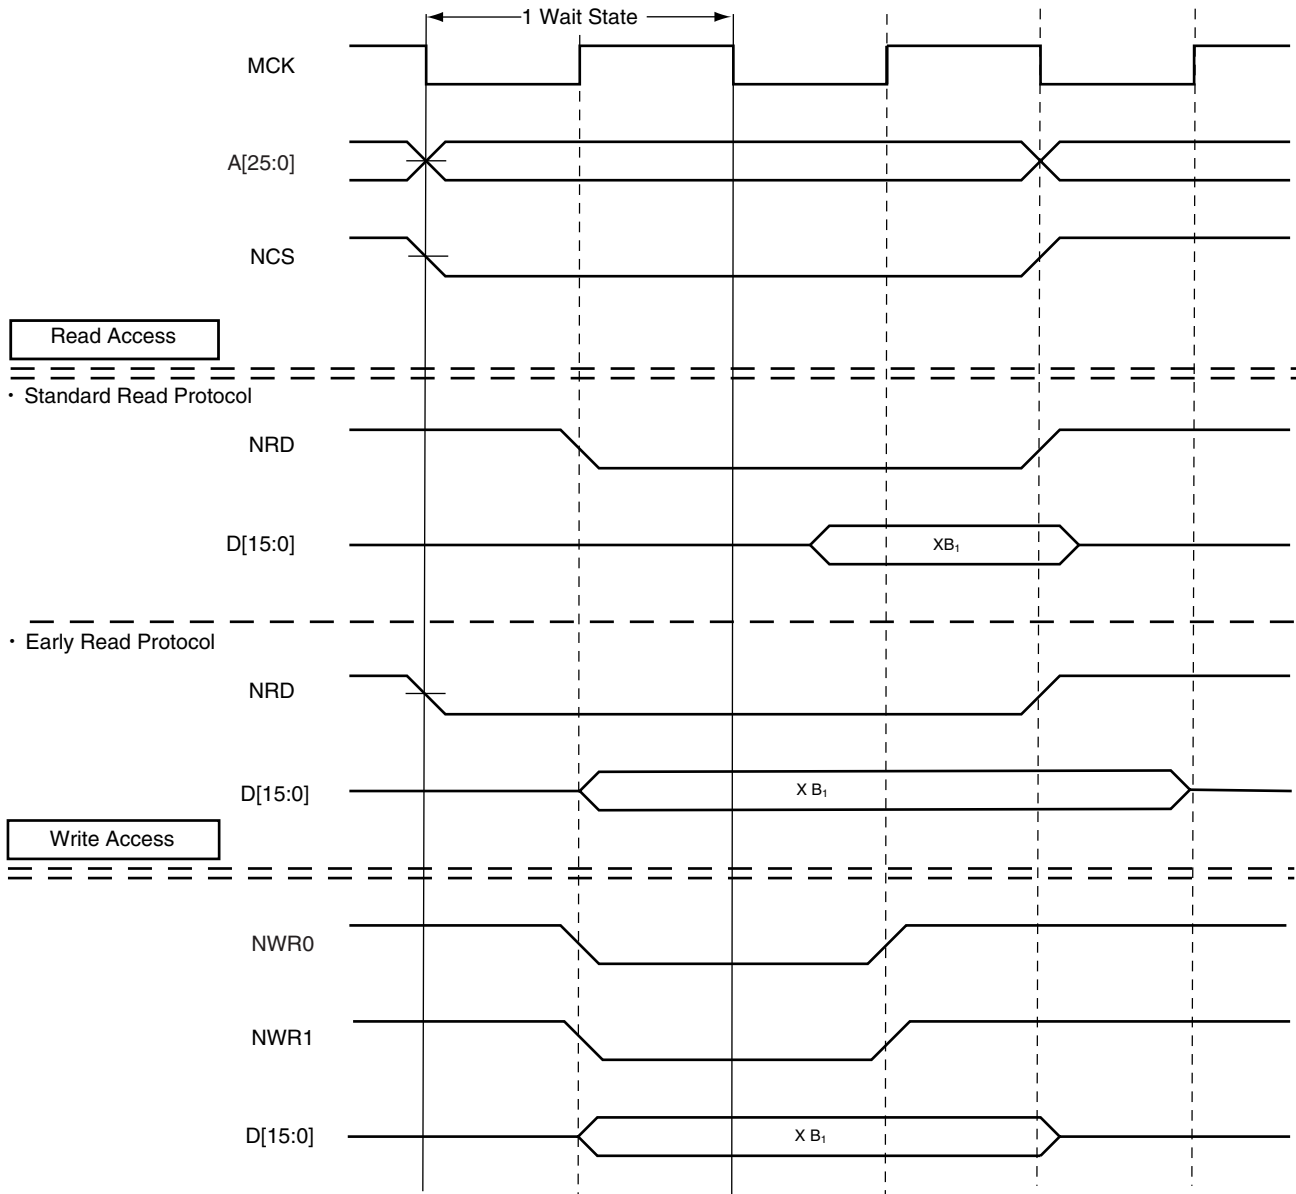 1 Wait State
MCK
A[25:0]
NCS
Read Access
· Standard Read Protocol
NRD
D[15:0]
XB₁
· Early Read Protocol
NRD
D[15:0]
X B₁
Write Access
NWR0
NWR1
D[15:0]
X B₁